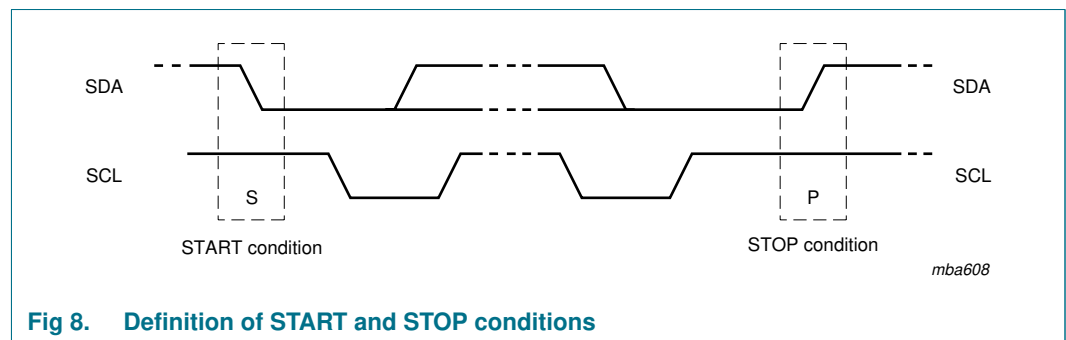 SDA SDA
SCL SCL
S P
START condition STOP condition
mba608
Fig 8. Definition of START and STOP conditions